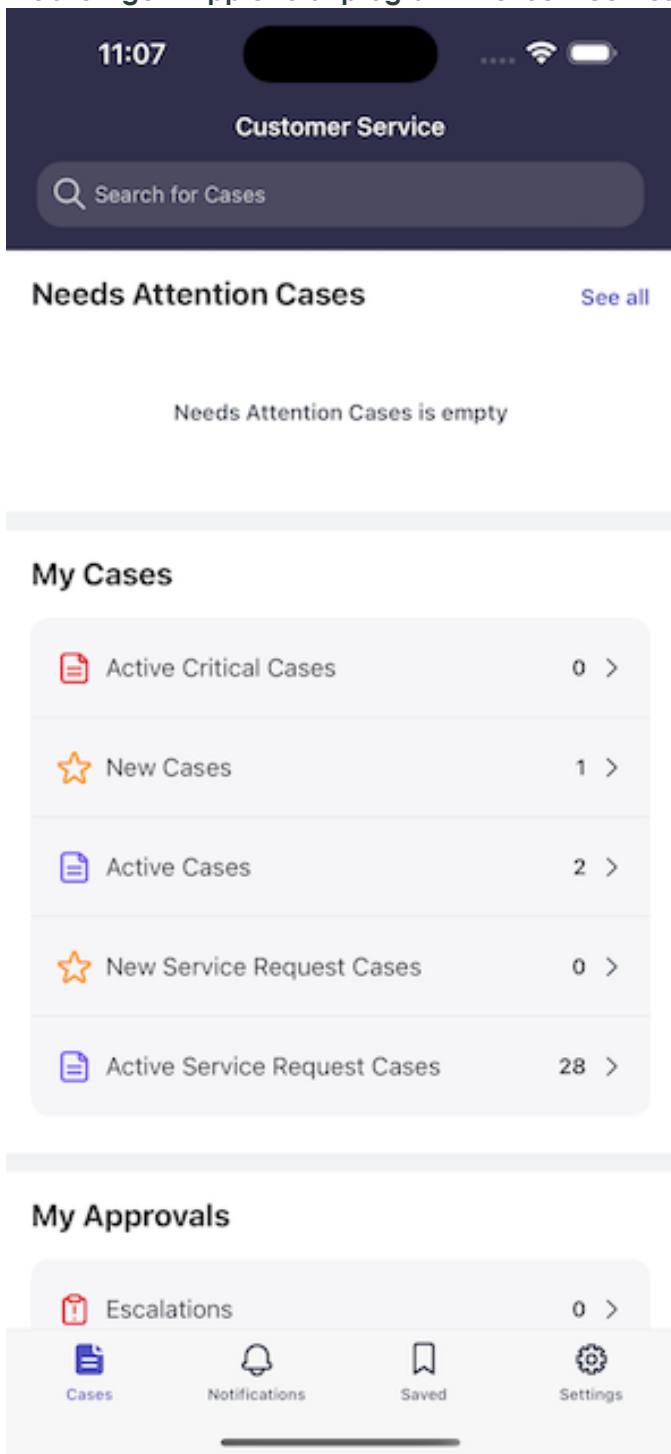 11:07
Customer Service
Search for Cases
Needs Attention Cases See all
Needs Attention Cases is empty
My Cases
Active Critical Cases 0
New Cases 1
Active Cases 2
New Service Request Cases 0
Active Service Request Cases 28
My Approvals
Escalations 0
Cases Notifications Saved Settings